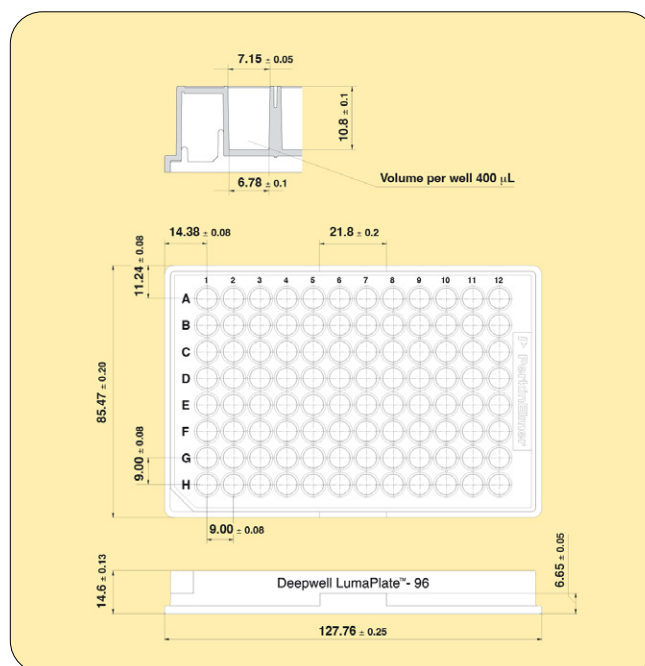 7.15 ± 0.05
10.8 ± 0.1
Volume per well 400 µL
6.78 ± 0.1
14.38 ± 0.08
21.8 ± 0.2
11.24 ± 0.08
1 2 3 4 5 6 7 8 9 10 11 12
A
B
C
D
E
F
G
H
PerkinElmer
85.47 ± 0.20
9.00 ± 0.08
9.00 ± 0.08
14.6 ± 0.13
Deepwell LumaPlate™- 96
6.65 ± 0.05
127.76 ± 0.25